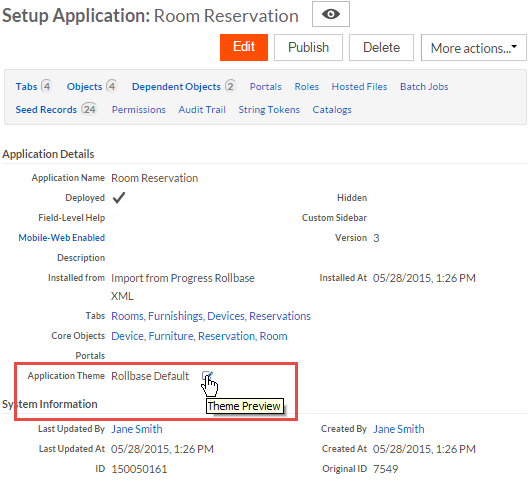 Setup Application: Room Reservation
Edit Publish Delete More actions...
Tabs 4 Objects 4 Dependent Objects 2 Portals Roles Hosted Files Batch Jobs
Seed Records 24 Permissions Audit Trail String Tokens Catalogs
Application Details
Application Name Room Reservation
Deployed Hidden
Field-Level Help Custom Sidebar
Mobile-Web Enabled Version 3
Description
Installed from Import from Progress Rollbase Installed At 05/28/2015, 1:26 PM
XML
Tabs Rooms, Furnishings, Devices, Reservations
Core Objects Device, Furniture, Reservation, Room
Portals
Application Theme Rollbase Default
Theme Preview
System Information
Last Updated By Jane Smith Created By Jane Smith
Last Updated At 05/28/2015, 1:26 PM Created At 05/28/2015, 1:26 PM
ID 150050161 Original ID 7549